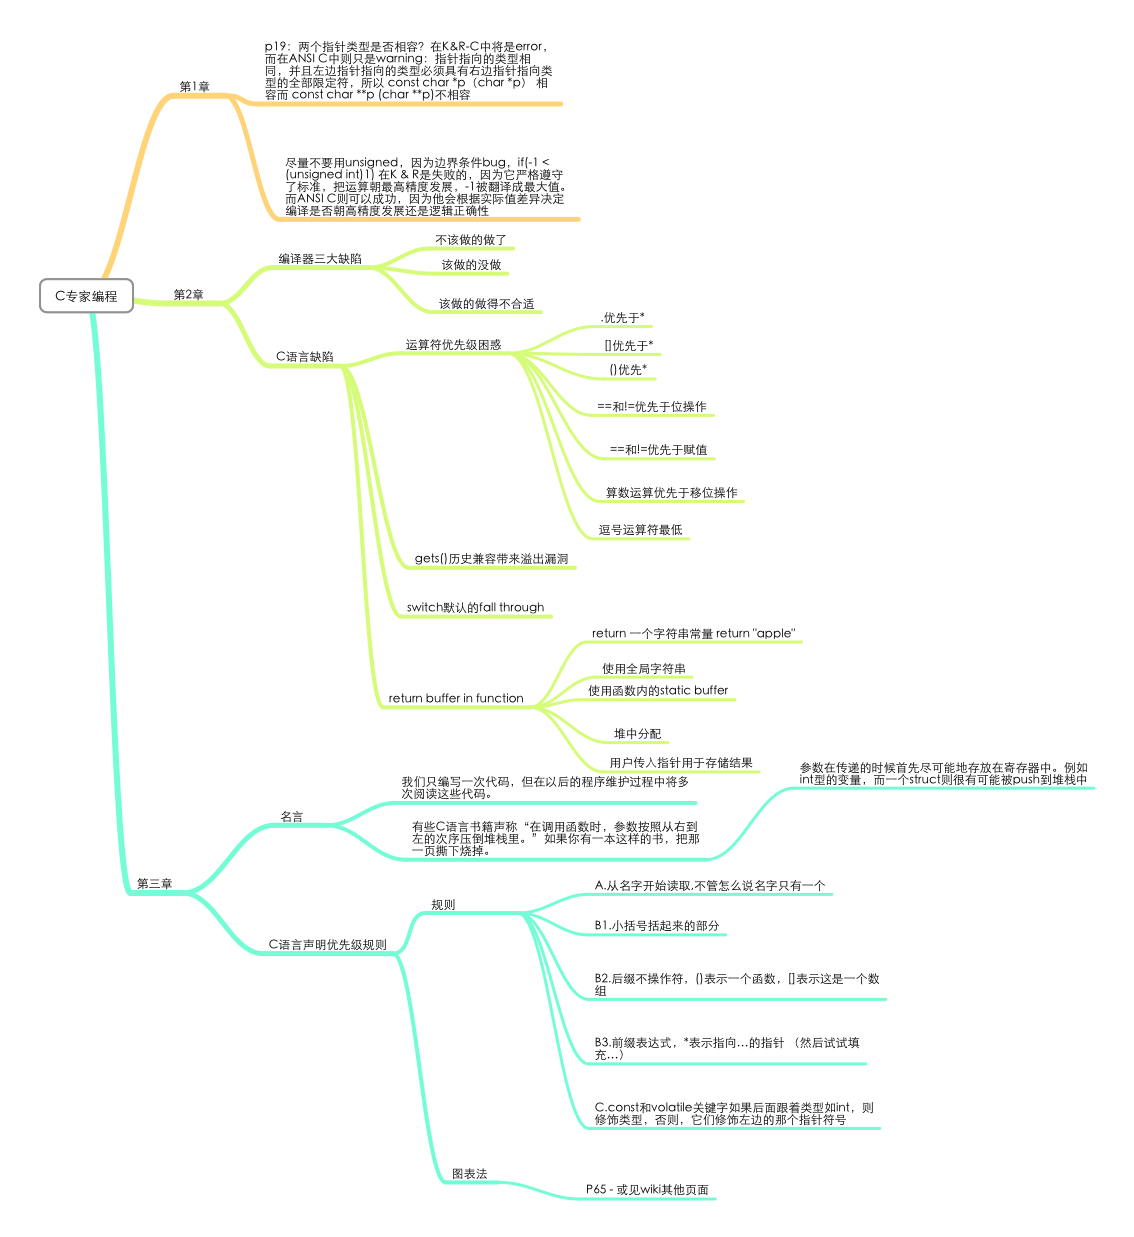 p19：两个指针类型是否相容？在K&R-C中将是error，
而在ANSI C中则只是warning：指针指向的类型相
同，并且左边指针指向的类型必须具有右边指针指向类
型的全部限定符，所以 const char *p（char *p） 相
容而 const char **p (char **p)不相容
第1章
尽量不要用unsigned，因为边界条件bug，if(-1 <
(unsigned int)1) 在K & R是失败的，因为它严格遵守
了标准，把运算朝最高精度发展，-1被翻译成最大值。
而ANSI C则可以成功，因为他会根据实际值差异决定
编译是否朝高精度发展还是逻辑正确性
C专家编程
第2章
编译器三大缺陷
不该做的做了
该做的没做
该做的做得不合适
C语言缺陷
运算符优先级困惑
.优先于*
[]优先于*
()优先*
==和!=优先于位操作
==和!=优先于赋值
算数运算优先于移位操作
逗号运算符最低
gets()历史兼容带来溢出漏洞
switch默认的fall through
return buffer in function
return 一个字符串常量 return "apple"
使用全局字符串
使用函数内的static buffer
堆中分配
用户传入指针用于存储结果
第三章
名言
我们只编写一次代码，但在以后的程序维护过程中将多
次阅读这些代码。
有些C语言书籍声称“在调用函数时，参数按照从右到
左的次序压倒堆栈里。”如果你有一本这样的书，把那
一页撕下烧掉。
参数在传递的时候首先尽可能地存放在寄存器中。例如
int型的变量，而一个struct则很有可能被push到堆栈中
C语言声明优先级规则
规则
A.从名字开始读取.不管怎么说名字只有一个
B1.小括号括起来的部分
B2.后缀不操作符，()表示一个函数，[]表示这是一个数
组
B3.前缀表达式，*表示指向...的指针 （然后试试填
充...）
C.const和volatile关键字如果后面跟着类型如int，则
修饰类型，否则，它们修饰左边的那个指针符号
图表法
P65 - 或见wiki其他页面